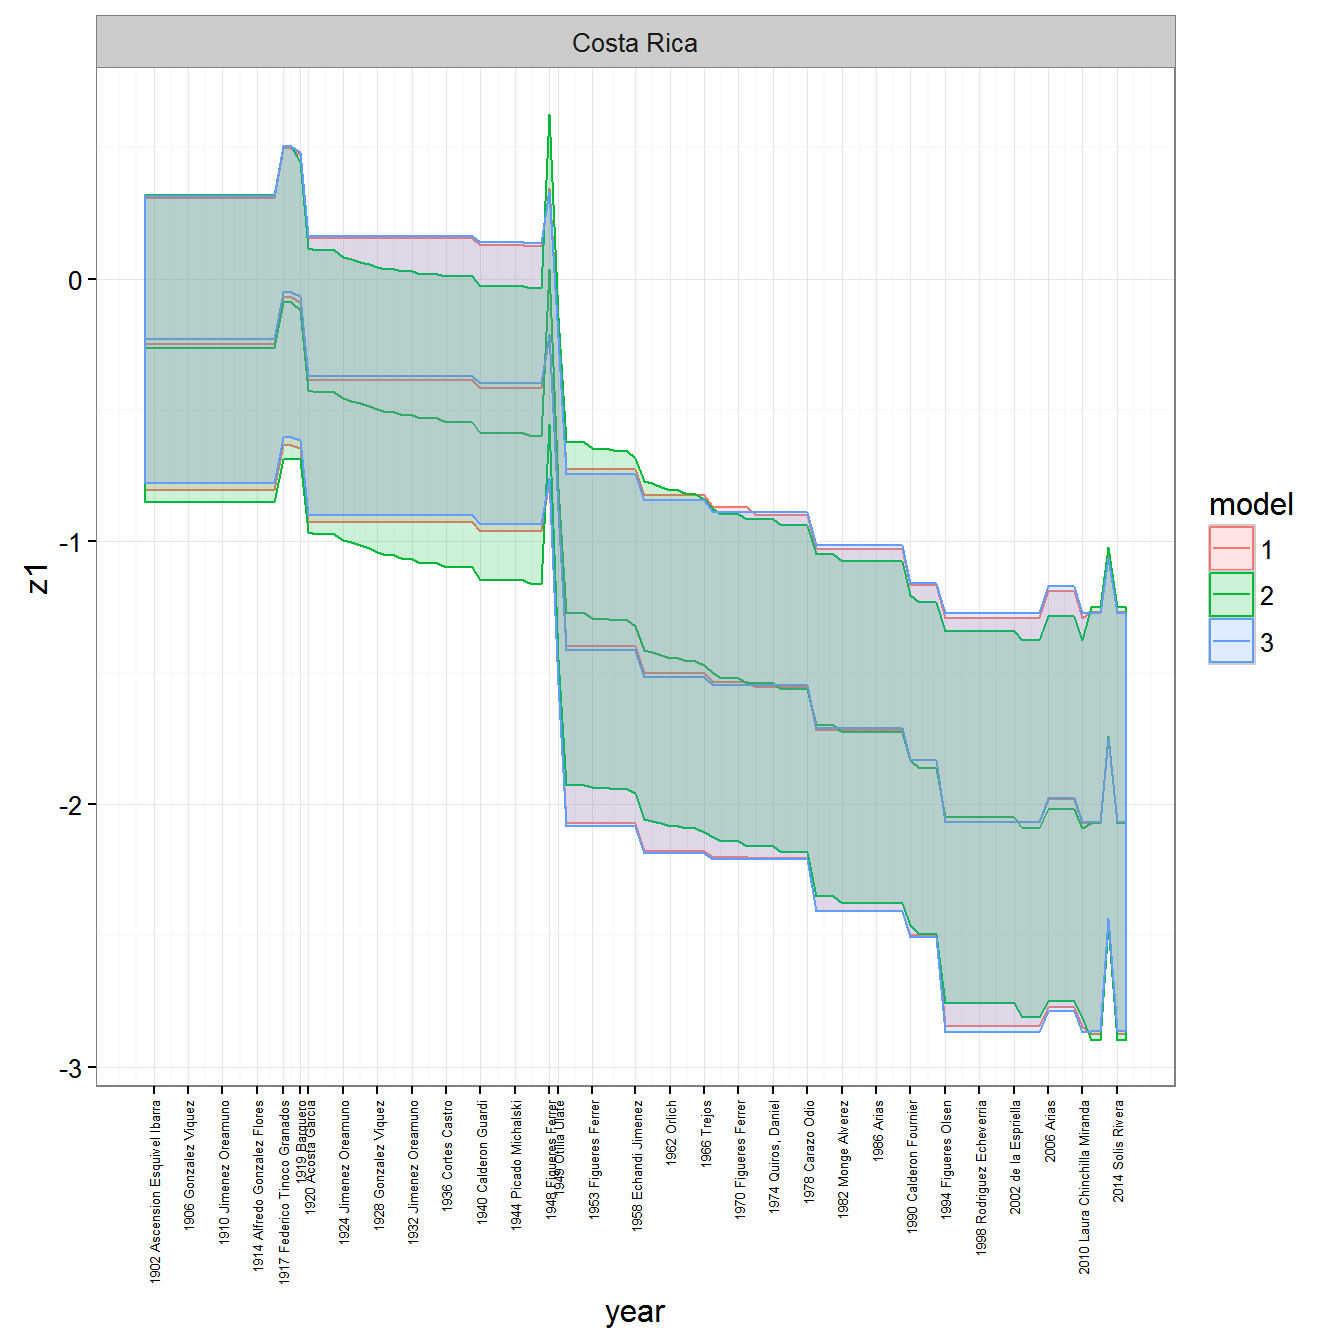 Costa Rica
0
-1
-2
-3
z1
1902 Ascension Esquivel Ibarra
1906 Gonzalez Viquez
1910 Jimenez Oreamuno
1914 Alfredo Gonzalez Flores
1917 Federico Tinoco Granados
1919 Barquero
1920 Acosta Garcia
1924 Jimenez Oreamuno
1928 Gonzalez Viquez
1932 Jimenez Oreamuno
1936 Cortes Castro
1940 Calderon Guardi
1944 Picado Michalski
1948 Figueres Ferrer
1949 Otilia Ulate
1953 Figueres Ferrer
1958 Echandi Jimenez
1962 Orlich
1966 Trejos
1970 Figueres Ferrer
1974 Quiros, Daniel
1978 Carazo Odio
1982 Monge Alverez
1986 Arias
1990 Calderon Fournier
1994 Figueres Olsen
1998 Rodriguez Echeverria
2002 de la Espriella
2006 Arias
2010 Laura Chinchilla Miranda
2014 Solis Rivera
year
model
1
2
3